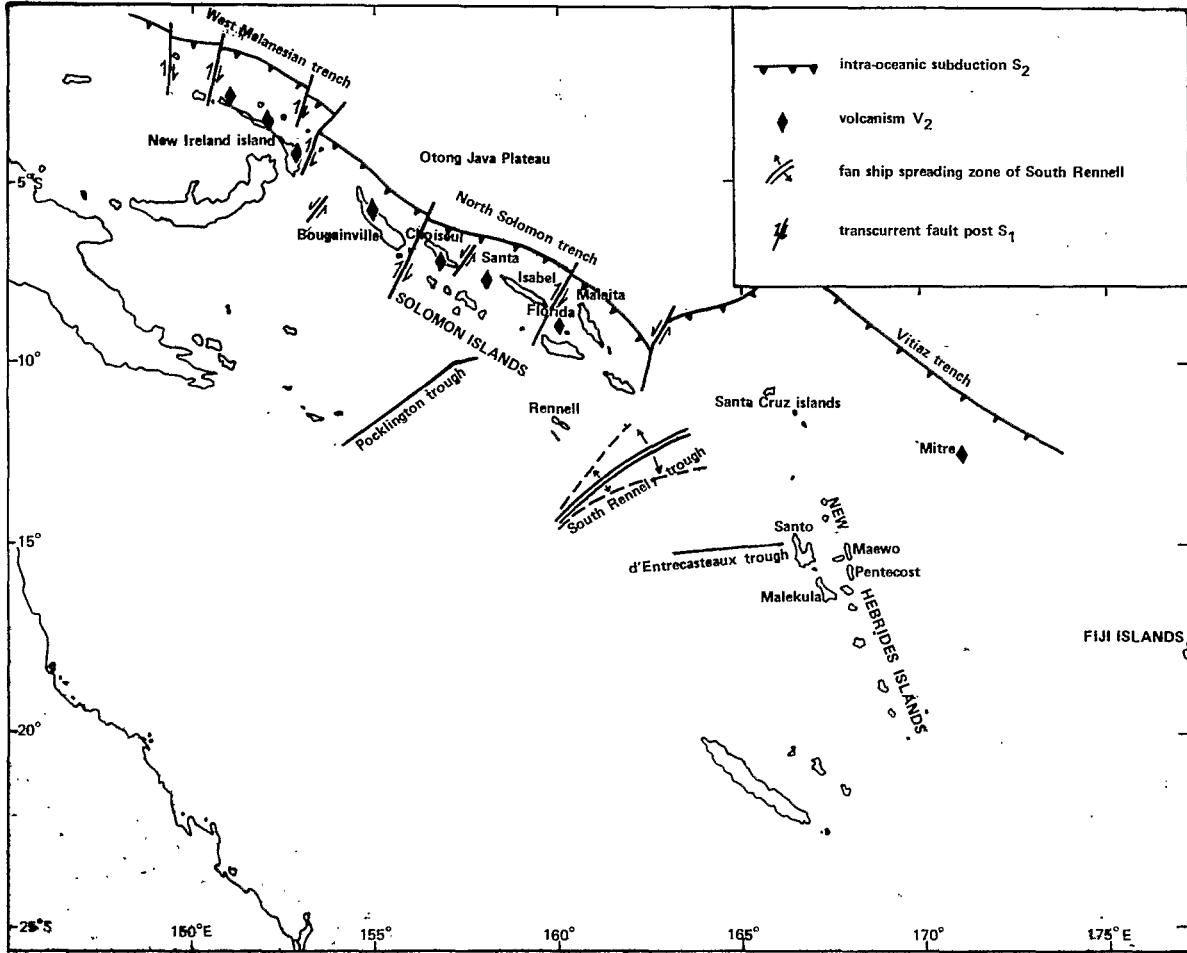 West Melanesian trench
intra-oceanic subduction S2
volcanism V2
fan ship spreading zone of South Rennell
transcurrent fault post S1
New Ireland island
Otong Java Plateau
5°S
North Solomon trench
Bougainville
Choiseul
Santa
Isabel
Malaita
Florida
SOLOMON ISLANDS
Vitiaz trench
10°
Pocklington trough
Rennell
Santa Cruz islands
Mitre
South Rennell trough
NEW
HEBRIDES ISLANDS
15°
Santo
Maewo
d'Entrecasteaux trough
Pentecost
Malekula
FIJI ISLANDS
20°
25°S
150°E
155°
160°
165°
170°
175°E